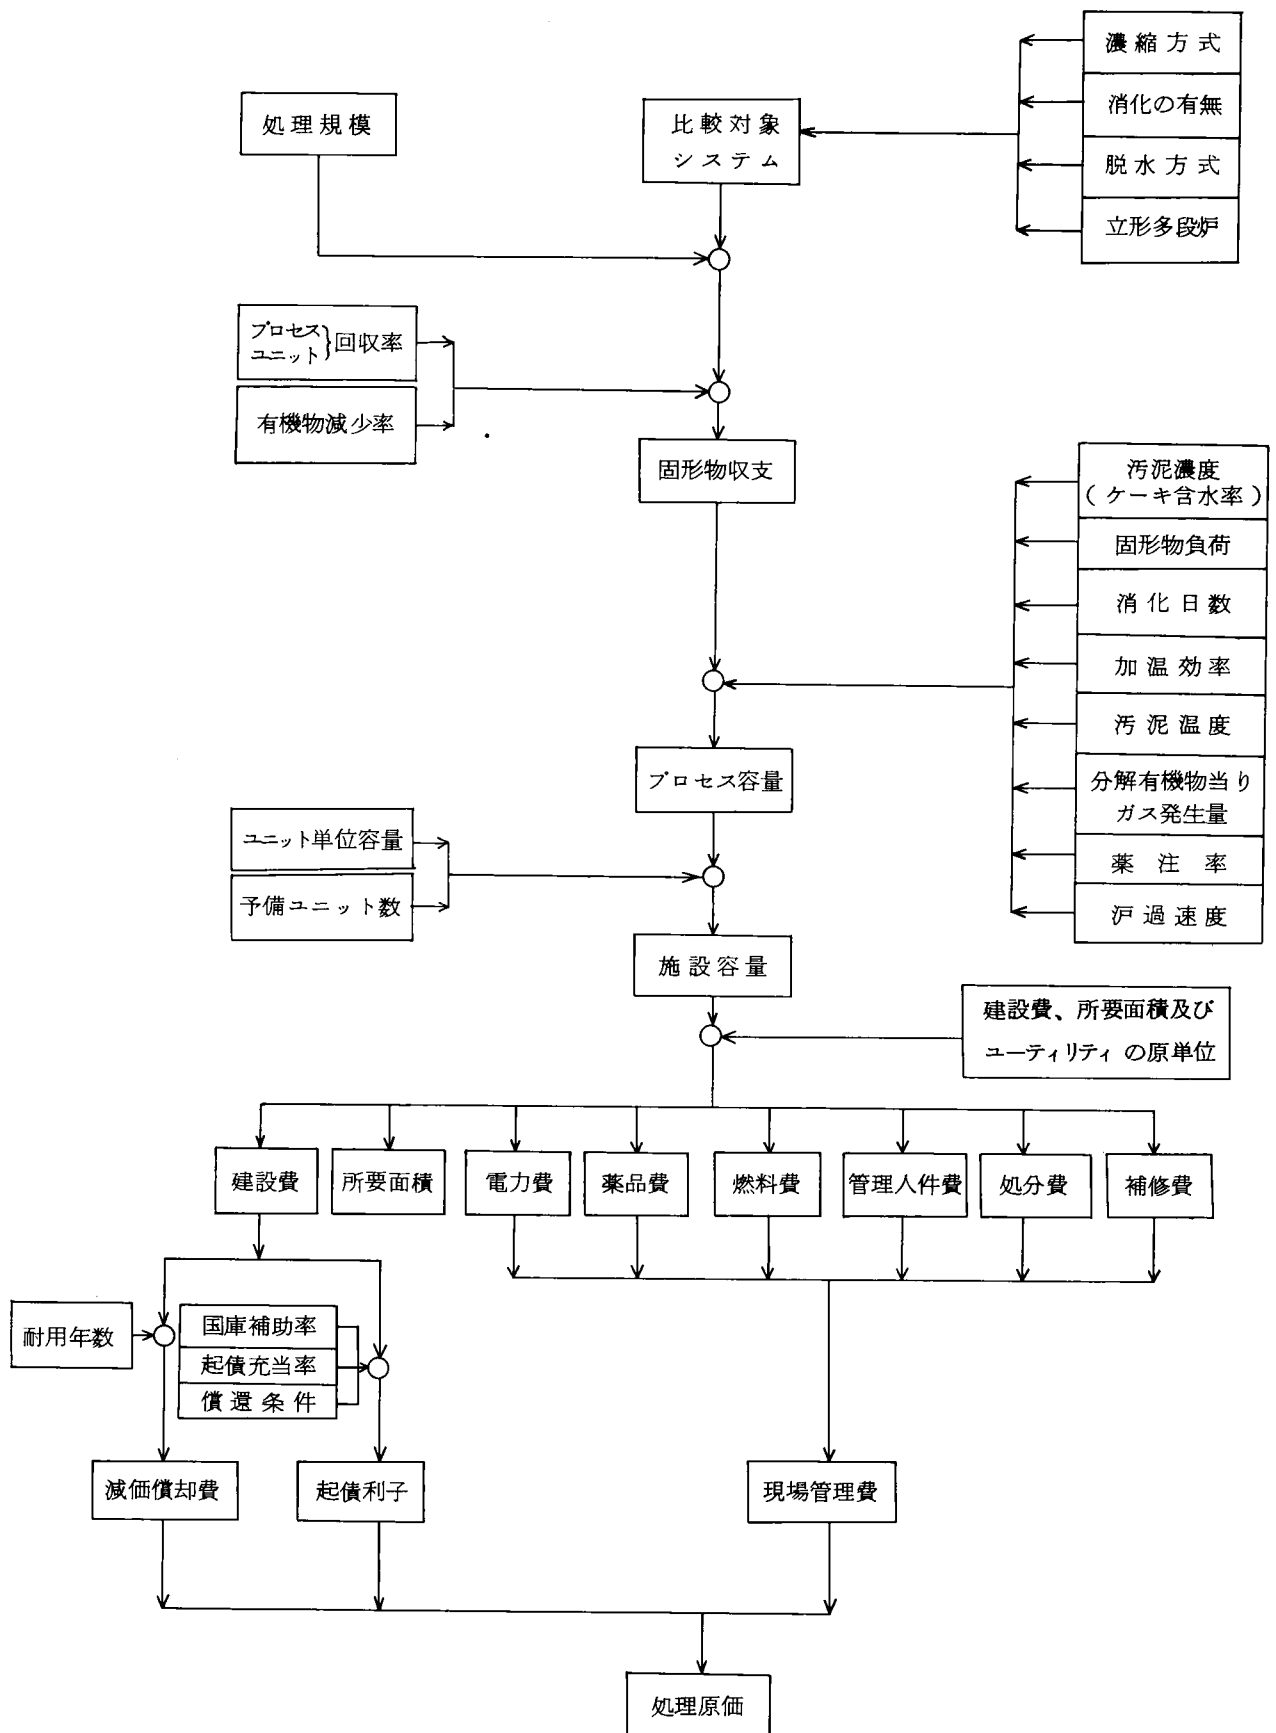 濃縮方式
処理規模
比較対象
システム
消化の有無
脱水方式
立形多段炉
プロセス
ユニット}回収率
有機物減少率
固形物収支
汚泥濃度
(ケーキ含水率)
固形物負荷
消化日数
加温効率
汚泥温度
分解有機物当り
ガス発生量
薬注率
沪過速度
プロセス容量
ユニット単位容量
予備ユニット数
施設容量
建設費、所要面積及び
ユーティリティの原単位
建設費
所要面積
電力費
薬品費
燃料費
管理人件費
処分費
補修費
耐用年数
国庫補助率
起債充当率
償還条件
減価償却費
起債利子
現場管理費
処理原価